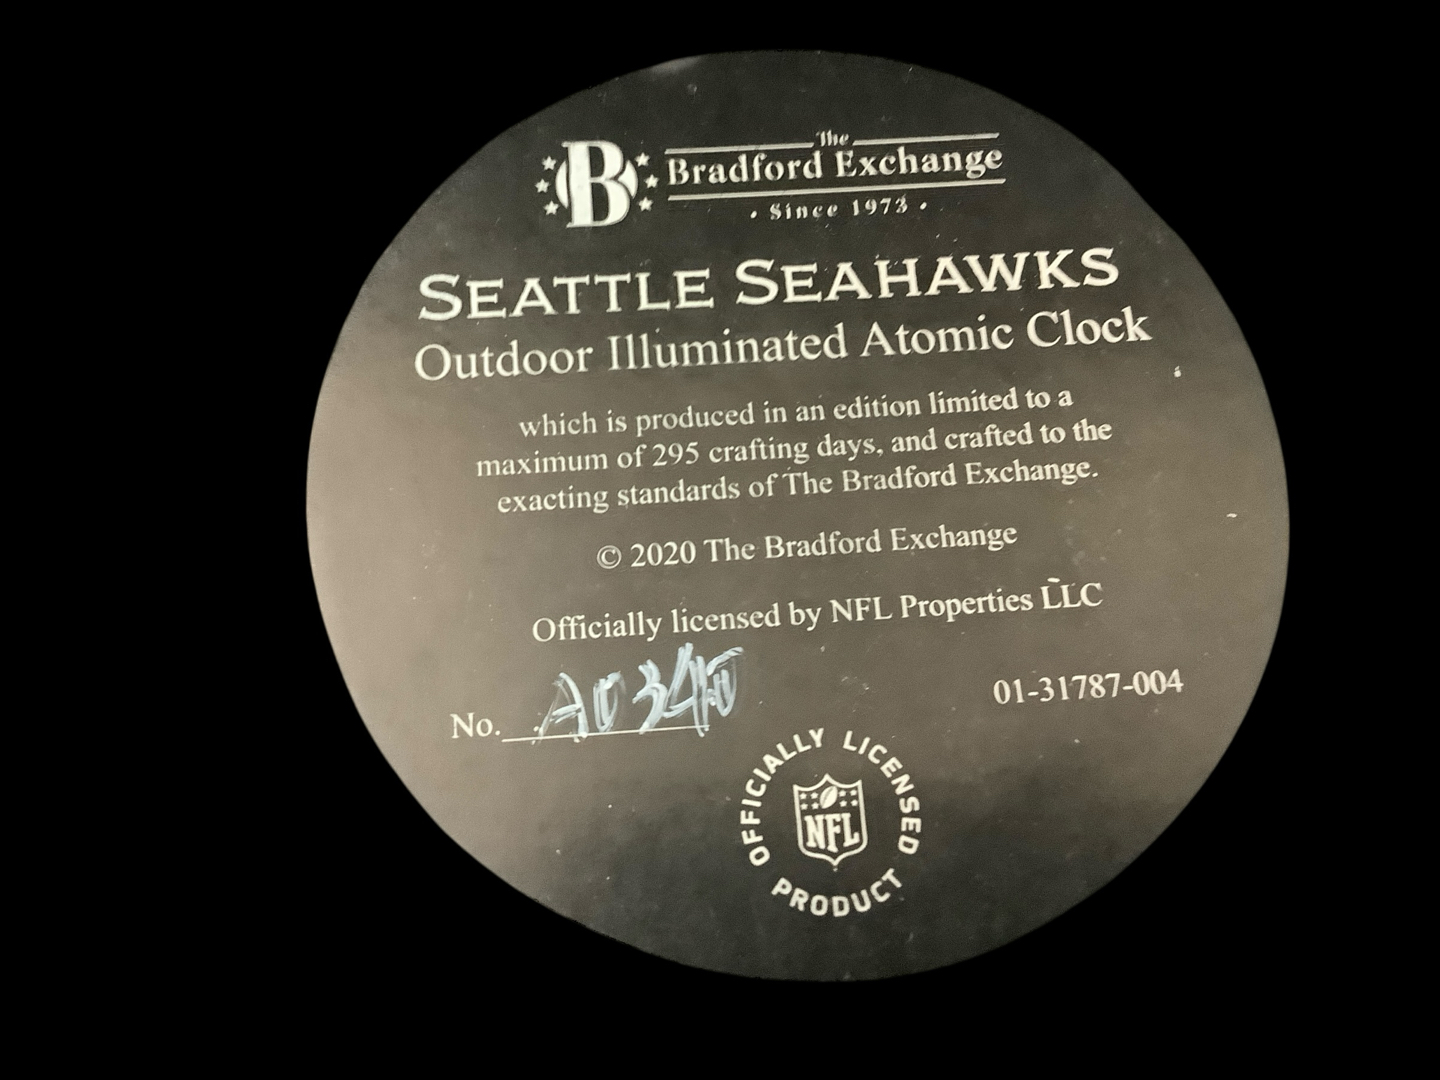 B
The
Bradford Exchange
• Since 1973 •
SEATTLE SEAHAWKS
Outdoor Illuminated Atomic Clock
which is produced in an edition limited to a
maximum of 295 crafting days, and crafted to the
exacting standards of The Bradford Exchange.
© 2020 The Bradford Exchange
Officially licensed by NFL Properties LLC
No.
01-31787-004
OFFICIALLY LICENSED
NFL
PRODUCT